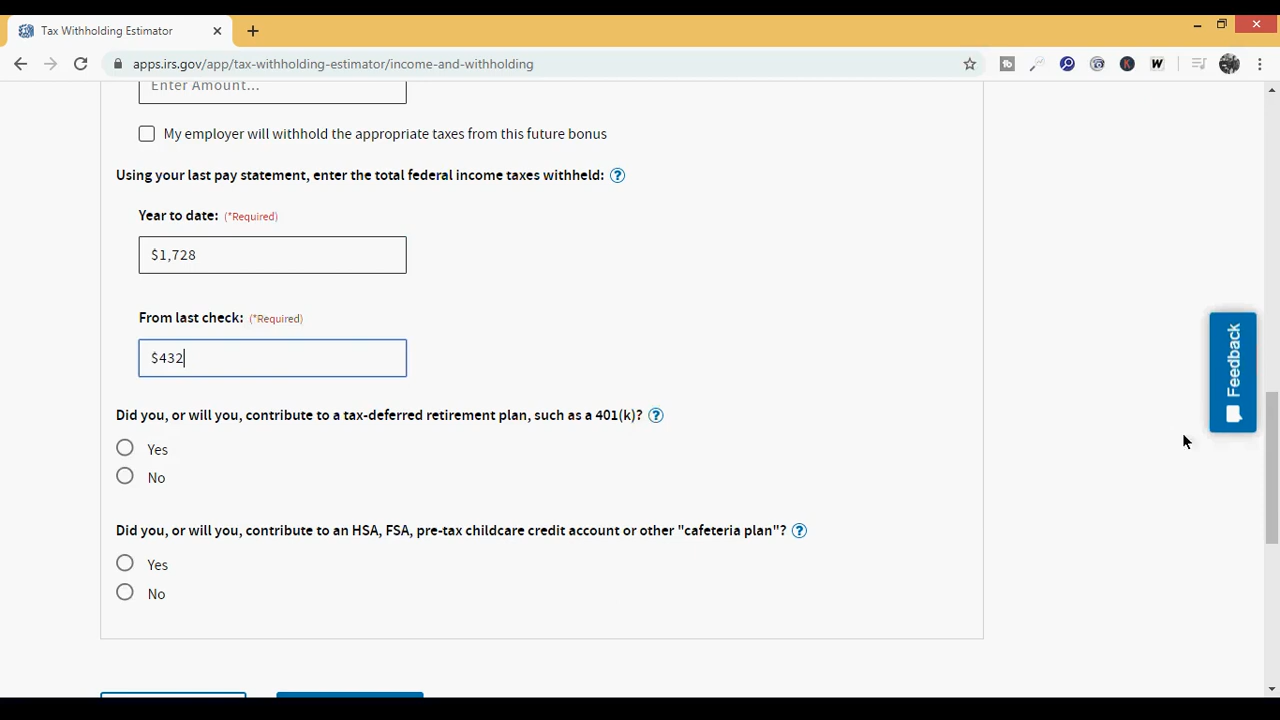 Tax Withholding Estimator
apps.irs.gov/app/tax-withholding-estimator/income-and-withholding
Enter Amount...
My employer will withhold the appropriate taxes from this future bonus
Using your last pay statement, enter the total federal income taxes withheld: ?
Year to date: (*Required)
$1,728
From last check: (*Required)
$432
Feedback
Did you, or will you, contribute to a tax-deferred retirement plan, such as a 401(k)? ?
Yes
No
Did you, or will you, contribute to an HSA, FSA, pre-tax childcare credit account or other "cafeteria plan"? ?
Yes
No